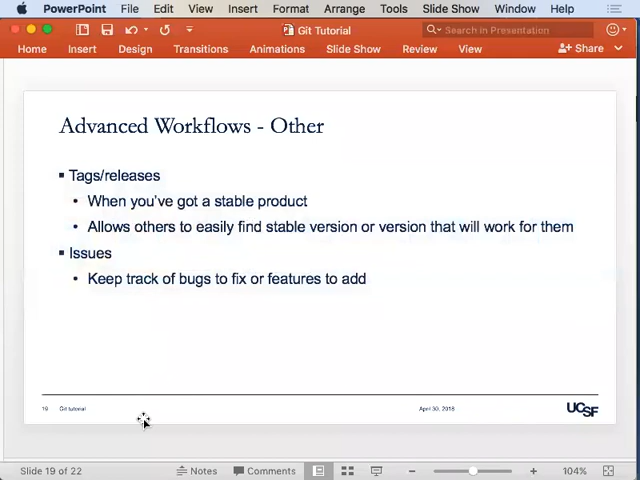 PowerPoint File Edit View Insert Format Arrange Tools Slide Show Window Help
Git Tutorial
Search in Presentation
Home Insert Design Transitions Animations Slide Show Review View Share
Advanced Workflows - Other
▪ Tags/releases
• When you've got a stable product
• Allows others to easily find stable version or version that will work for them
▪ Issues
• Keep track of bugs to fix or features to add
19 Git tutorial April 30, 2018 UCSF
Slide 19 of 22 Notes Comments 104%